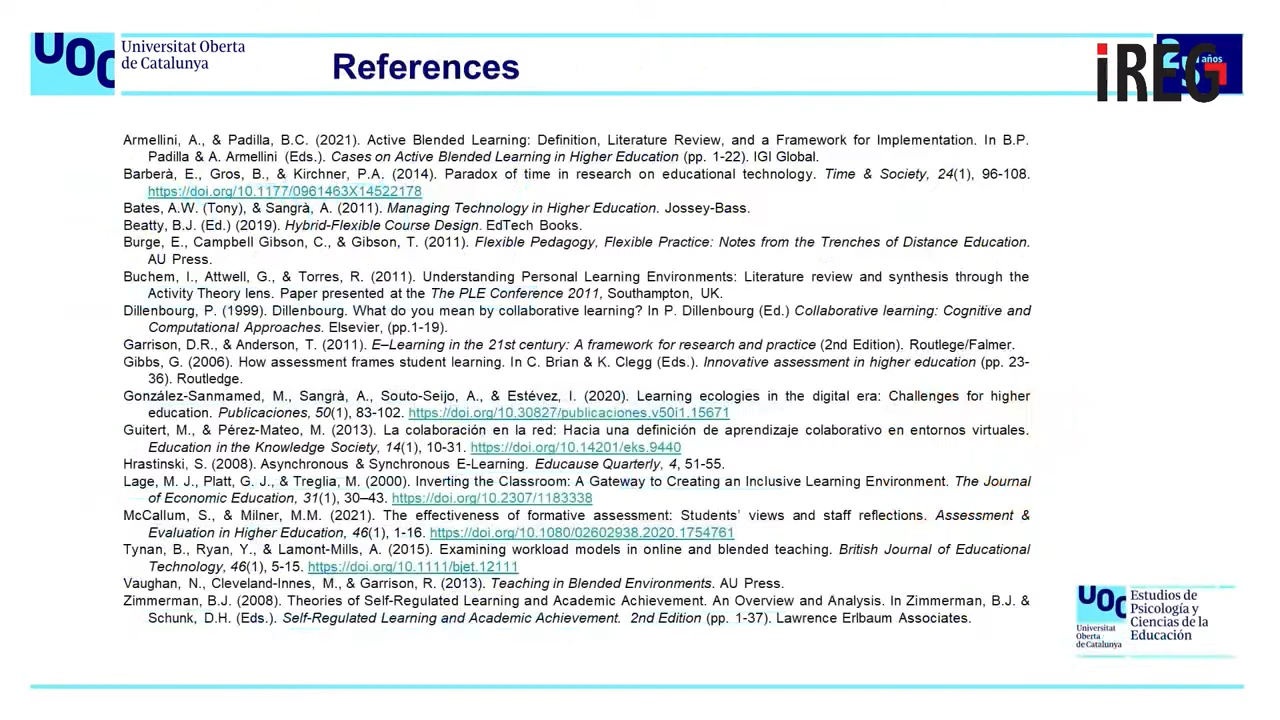 UOC Universitat Oberta
de Catalunya
References
iREG
25 años
Armellini, A., & Padilla, B.C. (2021). Active Blended Learning: Definition, Literature Review, and a Framework for Implementation. In B.P.
Padilla & A. Armellini (Eds.). Cases on Active Blended Learning in Higher Education (pp. 1-22). IGI Global.
Barberà, E., Gros, B., & Kirchner, P.A. (2014). Paradox of time in research on educational technology. Time & Society, 24(1), 96-108.
https://doi.org/10.1177/0961463X14522178
Bates, A.W. (Tony), & Sangrà, A. (2011). Managing Technology in Higher Education. Jossey-Bass.
Beatty, B.J. (Ed.) (2019). Hybrid-Flexible Course Design. EdTech Books.
Burge, E., Campbell Gibson, C., & Gibson, T. (2011). Flexible Pedagogy, Flexible Practice: Notes from the Trenches of Distance Education.
AU Press.
Buchem, I., Attwell, G., & Torres, R. (2011). Understanding Personal Learning Environments: Literature review and synthesis through the
Activity Theory lens. Paper presented at the The PLE Conference 2011, Southampton, UK.
Dillenbourg, P. (1999). Dillenbourg. What do you mean by collaborative learning? In P. Dillenbourg (Ed.) Collaborative learning: Cognitive and
Computational Approaches. Elsevier, (pp.1-19).
Garrison, D.R., & Anderson, T. (2011). E–Learning in the 21st century: A framework for research and practice (2nd Edition). Routlege/Falmer.
Gibbs, G. (2006). How assessment frames student learning. In C. Brian & K. Clegg (Eds.). Innovative assessment in higher education (pp. 23-
36). Routledge.
González-Sanmamed, M., Sangrà, A., Souto-Seijo, A., & Estévez, I. (2020). Learning ecologies in the digital era: Challenges for higher
education. Publicaciones, 50(1), 83-102. https://doi.org/10.30827/publicaciones.v50i1.15671
Guitert, M., & Pérez-Mateo, M. (2013). La colaboración en la red: Hacia una definición de aprendizaje colaborativo en entornos virtuales.
Education in the Knowledge Society, 14(1), 10-31. https://doi.org/10.14201/eks.9440
Hrastinski, S. (2008). Asynchronous & Synchronous E-Learning. Educause Quarterly, 4, 51-55.
Lage, M. J., Platt, G. J., & Treglia, M. (2000). Inverting the Classroom: A Gateway to Creating an Inclusive Learning Environment. The Journal
of Economic Education, 31(1), 30–43. https://doi.org/10.2307/1183338
McCallum, S., & Milner, M.M. (2021). The effectiveness of formative assessment: Students' views and staff reflections. Assessment &
Evaluation in Higher Education, 46(1), 1-16. https://doi.org/10.1080/02602938.2020.1754761
Tynan, B., Ryan, Y., & Lamont-Mills, A. (2015). Examining workload models in online and blended teaching. British Journal of Educational
Technology, 46(1), 5-15. https://doi.org/10.1111/bjet.12111
Vaughan, N., Cleveland-Innes, M., & Garrison, R. (2013). Teaching in Blended Environments. AU Press.
Zimmerman, B.J. (2008). Theories of Self-Regulated Learning and Academic Achievement. An Overview and Analysis. In Zimmerman, B.J. &
Schunk, D.H. (Eds.). Self-Regulated Learning and Academic Achievement. 2nd Edition (pp. 1-37). Lawrence Erlbaum Associates.
UOC
Universitat
Oberta
de Catalunya
Estudios de
Psicología y
Ciencias de la
Educación